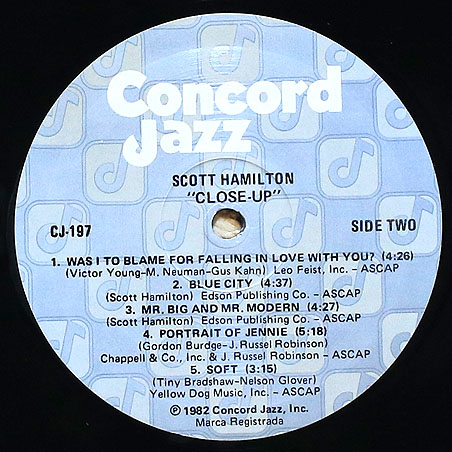 Concord
Jazz
SCOTT HAMILTON
"CLOSE-UP"
CJ-197
SIDE TWO
1. WAS I TO BLAME FOR FALLING IN LOVE WITH YOU? (4:26)
(Victor Young-M. Neuman-Gus Kahn) Leo Feist, Inc. - ASCAP
2. BLUE CITY (4:37)
(Scott Hamilton) Edson Publishing Co. - ASCAP
3. MR. BIG AND MR. MODERN (4:27)
(Scott Hamilton) Edson Publishing Co. - ASCAP
4. PORTRAIT OF JENNIE (5:18)
(Gordon Burdge-J. Russel Robinson)
Chappell & Co., Inc. & J. Russel Robinson - ASCAP
5. SOFT (3:15)
(Tiny Bradshaw-Nelson Glover)
Yellow Dog Music, Inc. - ASCAP
℗ 1982 Concord Jazz, Inc.
Marca Registrada